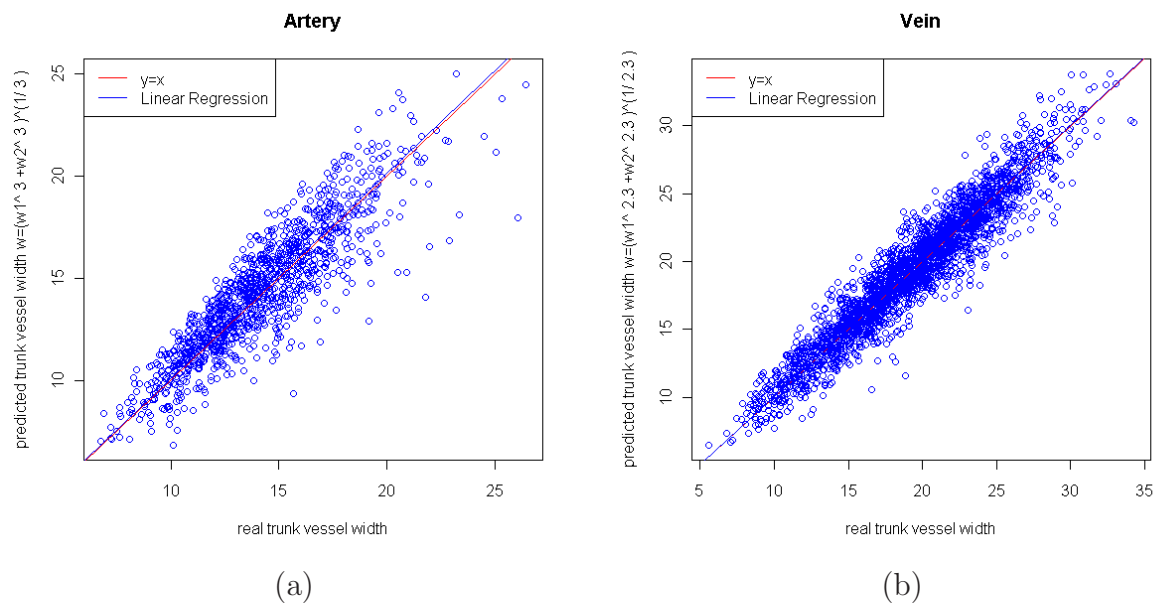 Artery
predicted trunk vessel width w=(w1^ 3 +w2^ 3 )^(1/ 3 )
25
20
15
10
y=x
Linear Regression
10 15 20 25
real trunk vessel width
(a)
Vein
predicted trunk vessel width w=(w1^ 2.3 +w2^ 2.3 )^(1/ 2.3 )
30
25
20
15
10
y=x
Linear Regression
5 10 15 20 25 30 35
real trunk vessel width
(b)